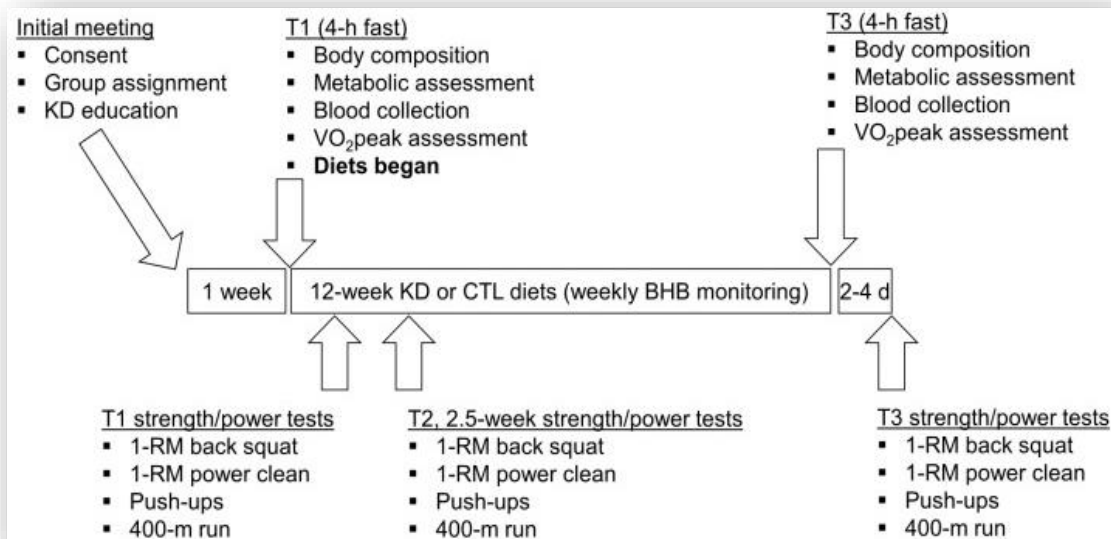 Initial meeting
▪ Consent
▪ Group assignment
▪ KD education
T1 (4-h fast)
▪ Body composition
▪ Metabolic assessment
▪ Blood collection
▪ VO₂peak assessment
▪ Diets began
T3 (4-h fast)
▪ Body composition
▪ Metabolic assessment
▪ Blood collection
▪ VO₂peak assessment
1 week
12-week KD or CTL diets (weekly BHB monitoring)
2-4 d
T1 strength/power tests
▪ 1-RM back squat
▪ 1-RM power clean
▪ Push-ups
▪ 400-m run
T2, 2.5-week strength/power tests
▪ 1-RM back squat
▪ 1-RM power clean
▪ Push-ups
▪ 400-m run
T3 strength/power tests
▪ 1-RM back squat
▪ 1-RM power clean
▪ Push-ups
▪ 400-m run